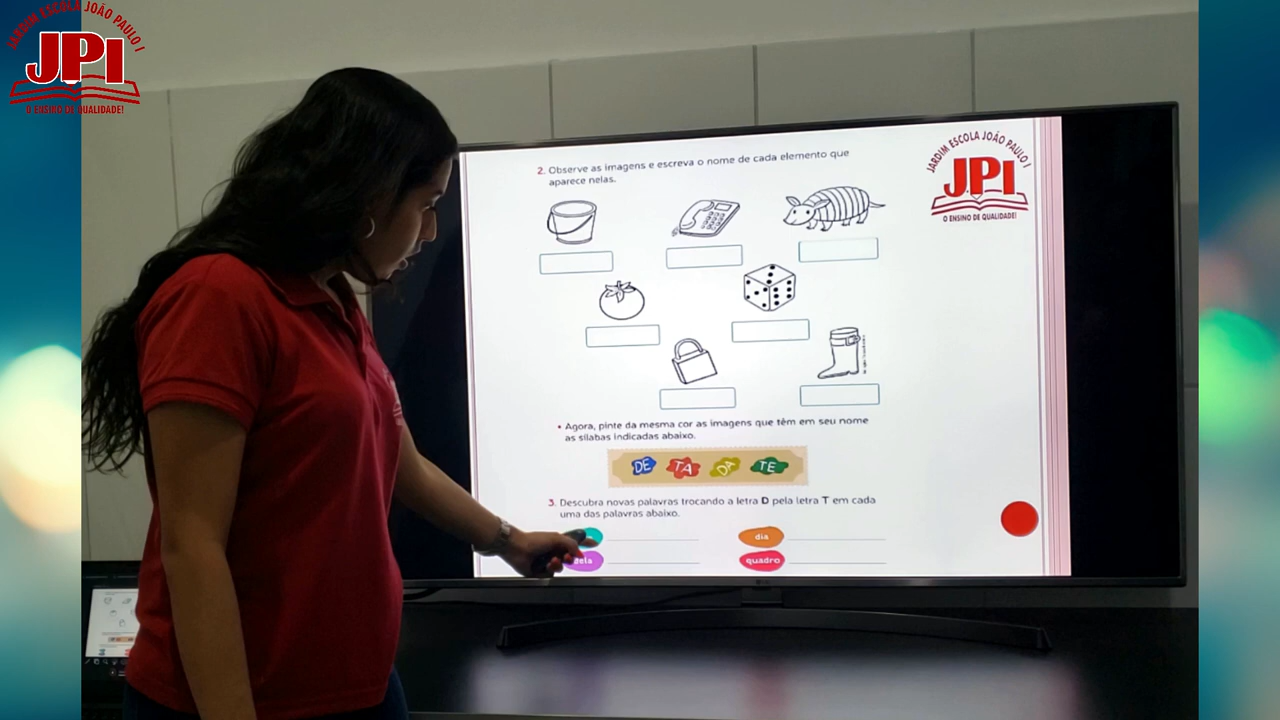 JARDIM ESCOLA JOÃO PAULO I
JPI
O ENSINO DE QUALIDADE!
2. Observe as imagens e escreva o nome de cada elemento que
aparece nelas.
JARDIM ESCOLA JOÃO PAULO I
JPI
O ENSINO DE QUALIDADE!
• Agora, pinte da mesma cor as imagens que têm em seu nome
as sílabas indicadas abaixo.
DE TA DA TE
3. Descubra novas palavras trocando a letra D pela letra T em cada
uma das palavras abaixo.
dia
quadro
LG